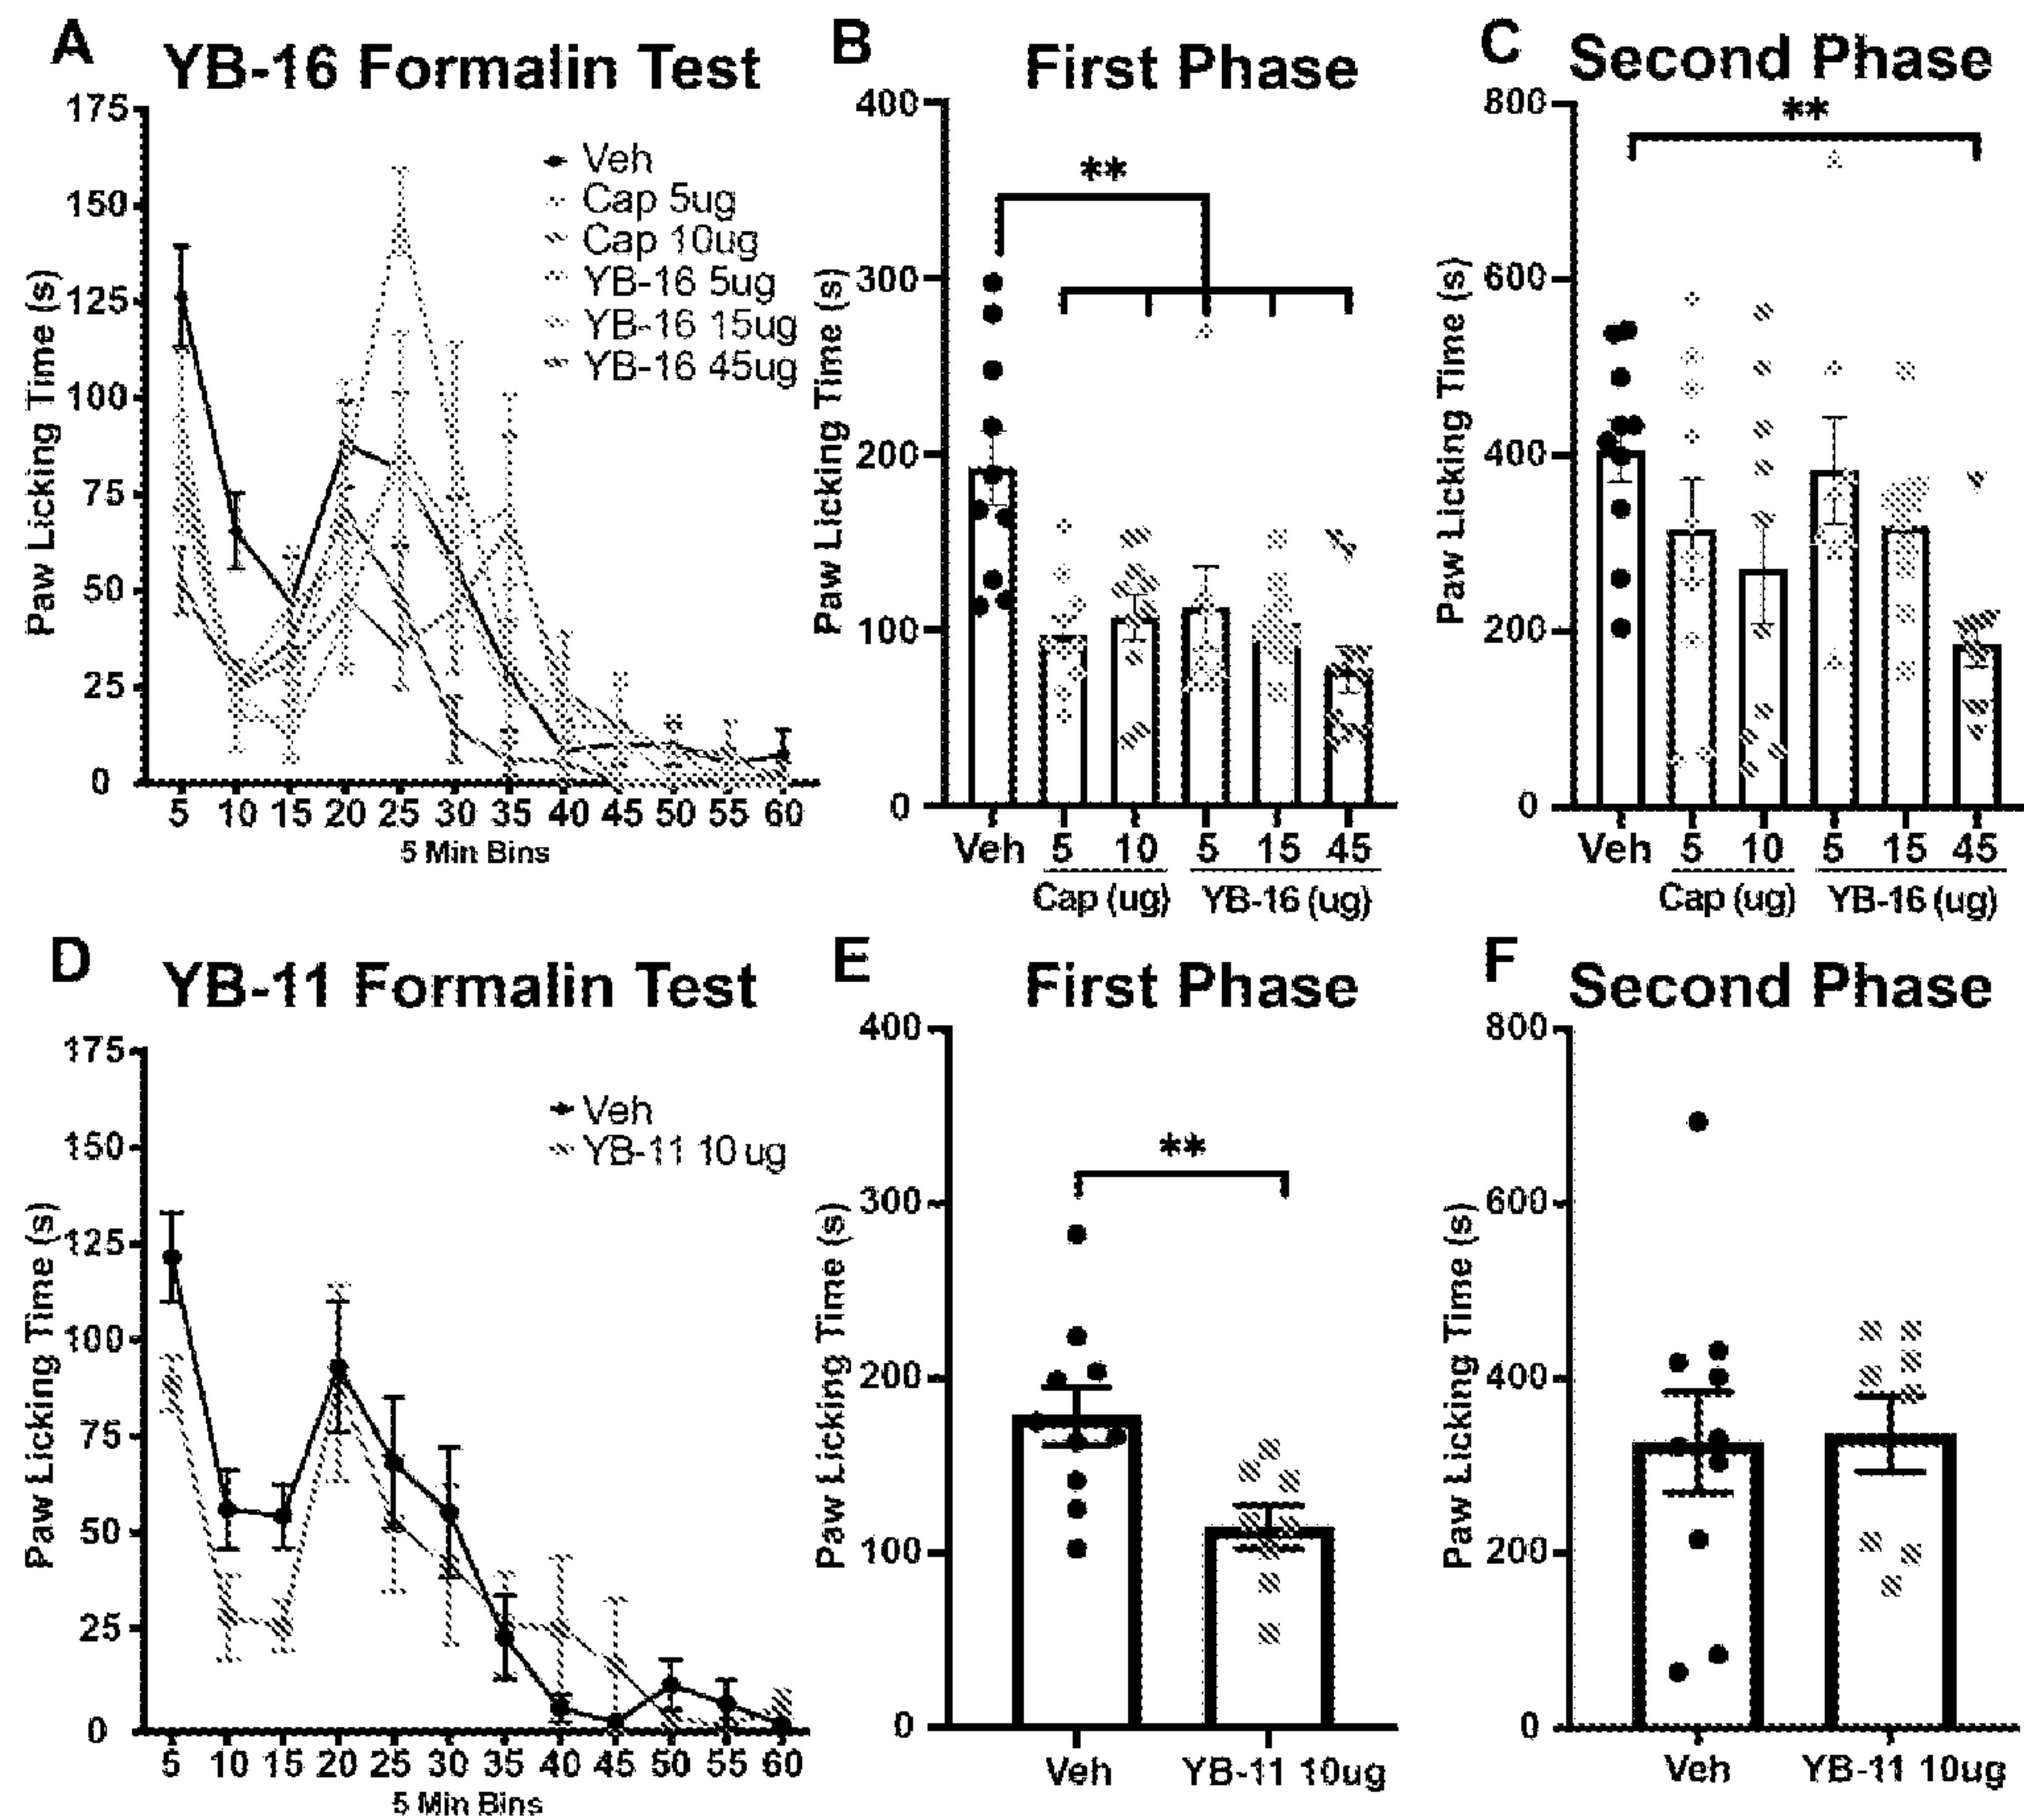 A YB-16 Formalin Test
175
150
125
100
75
50
25
0
Paw Licking Time (s)
Veh
Cap 5ug
Cap 10ug
YB-16 5ug
YB-16 15ug
YB-16 45ug
5 10 15 20 25 30 35 40 45 50 55 60
5 Min Bins
B First Phase
400
300
200
100
0
Paw Licking Time (s)
**
Veh 5 10 5 15 45
Cap (ug) YB-16 (ug)
C Second Phase
800
600
400
200
0
Paw Licking Time (s)
**
Veh 5 10 5 15 45
Cap (ug) YB-16 (ug)
D YB-11 Formalin Test
175
150
125
100
75
50
25
0
Paw Licking Time (s)
Veh
YB-11 10 ug
5 10 15 20 25 30 35 40 45 50 55 60
5 Min Bins
E First Phase
400
300
200
100
0
Paw Licking Time (s)
**
Veh YB-11 10ug
F Second Phase
800
600
400
200
0
Paw Licking Time (s)
Veh YB-11 10ug